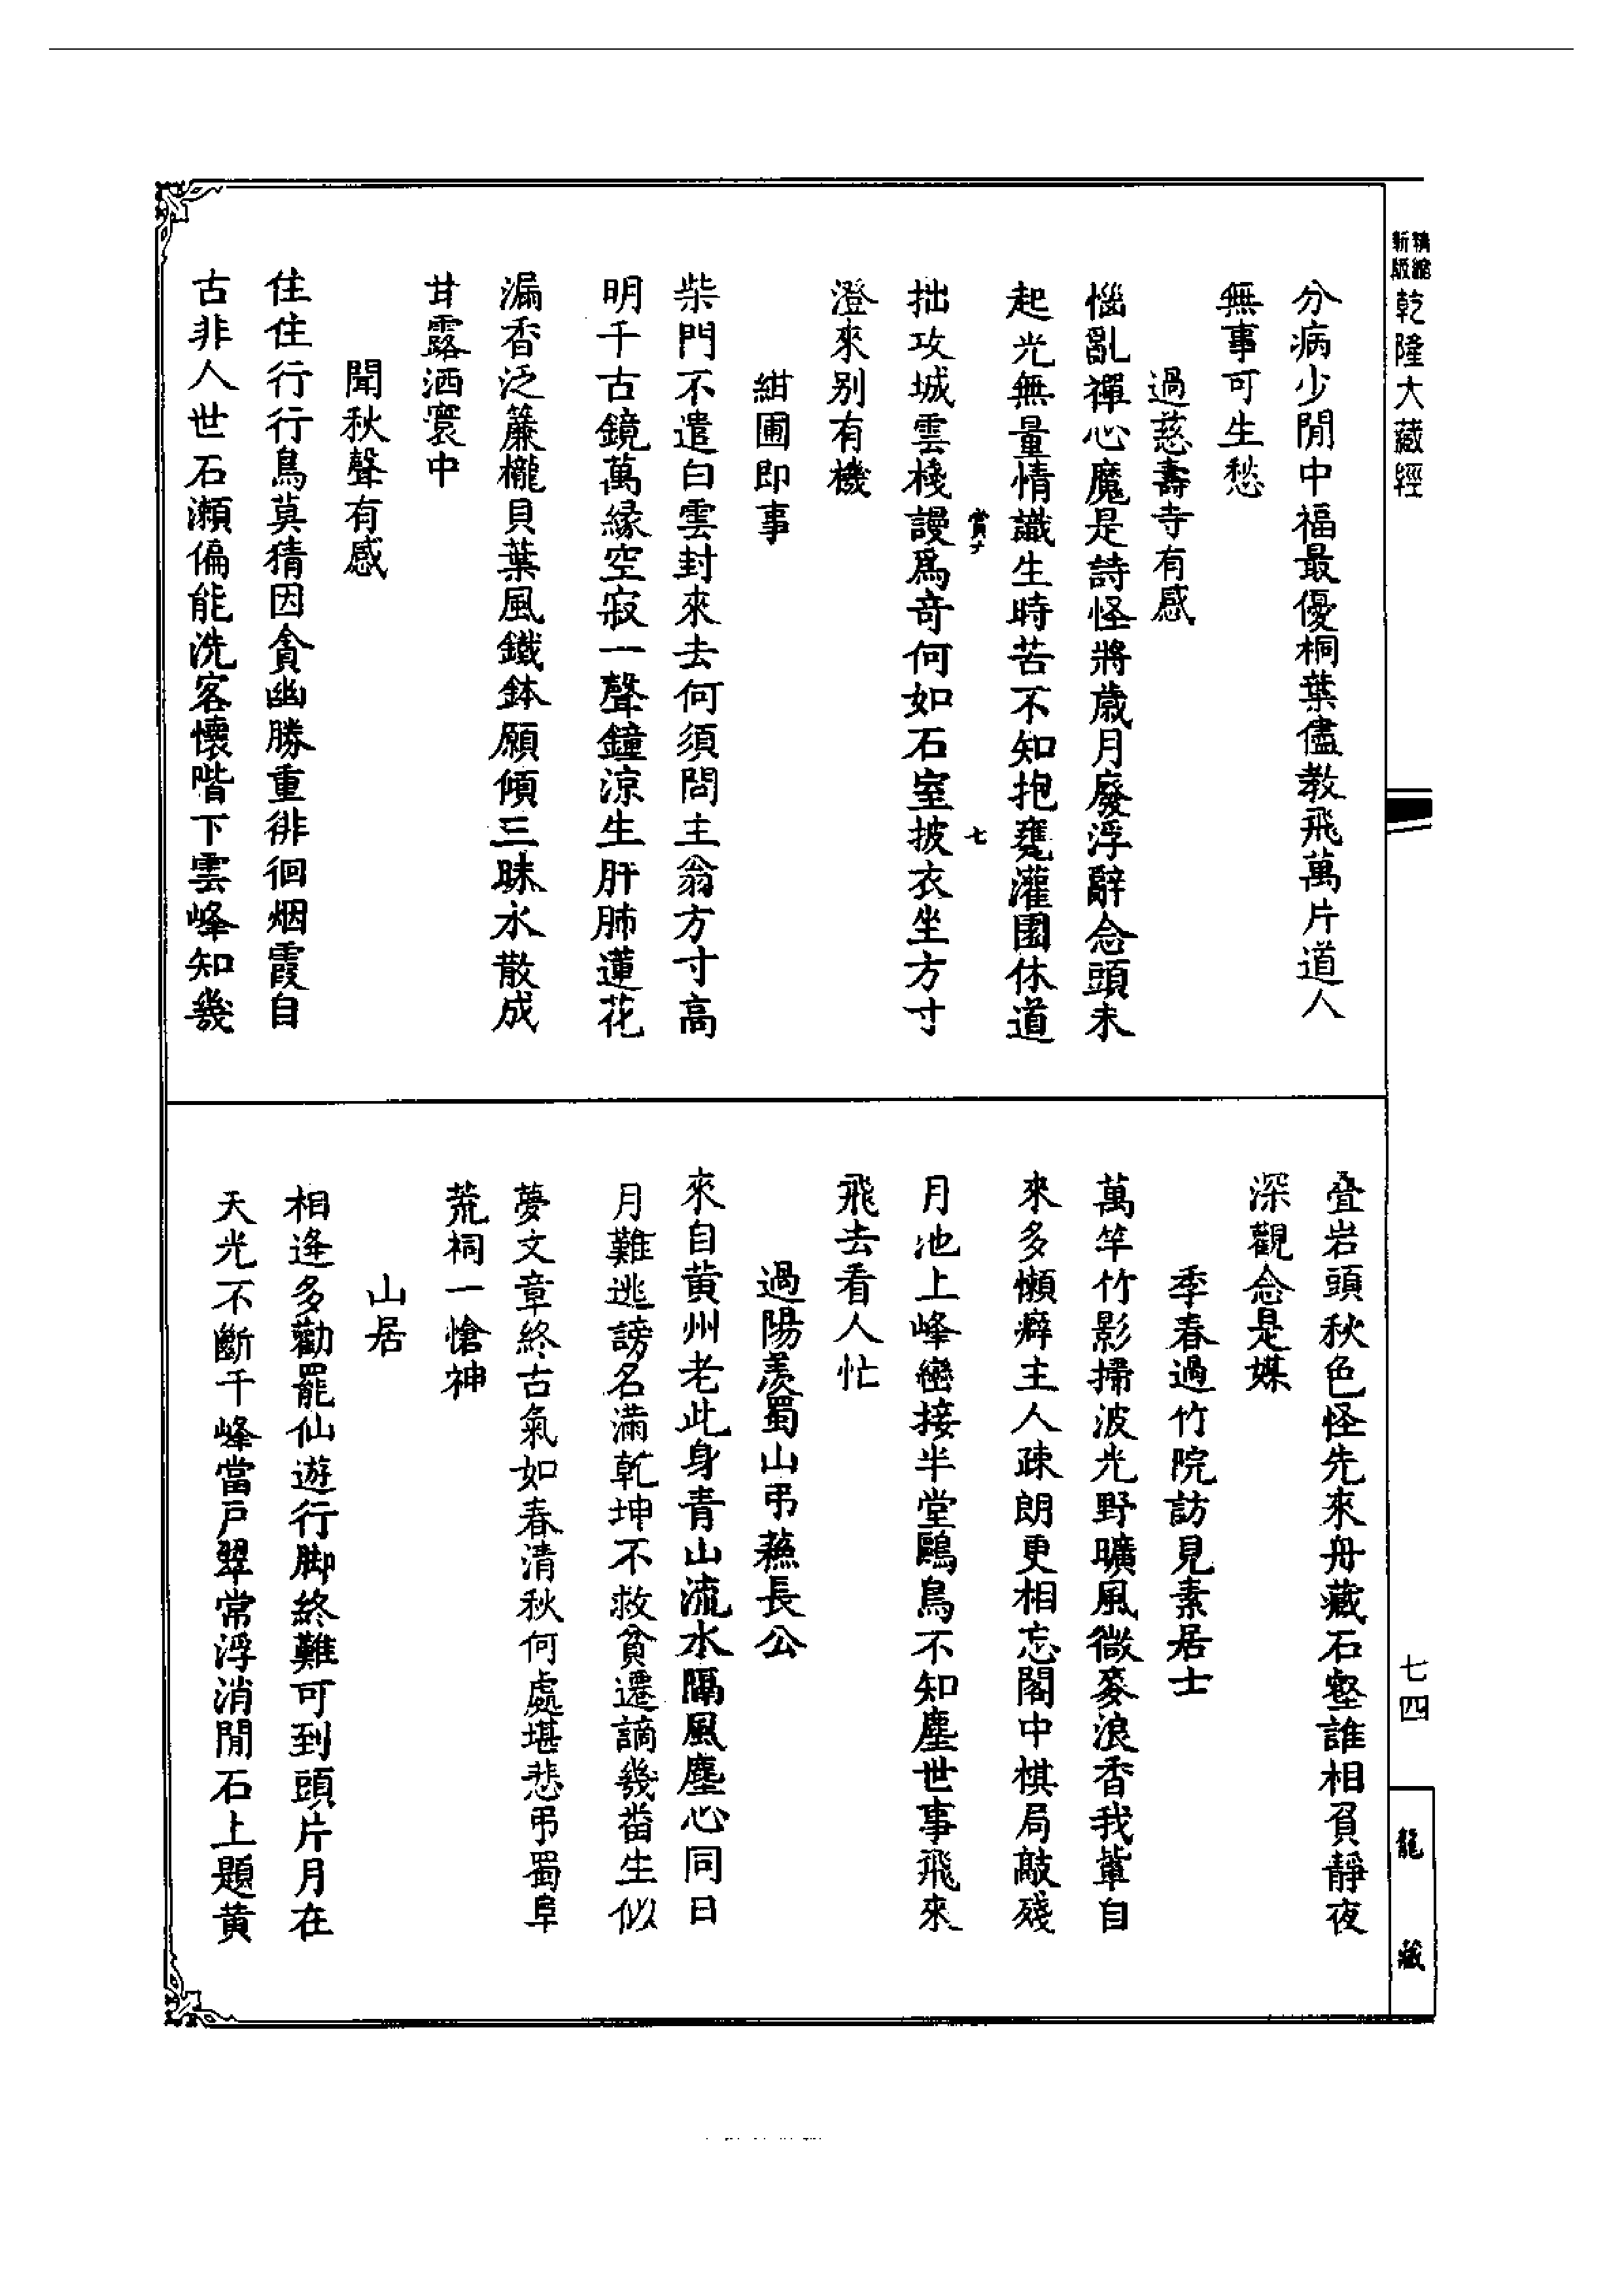 精縮
新版
乾隆大藏經
分病少閒中福最優桐葉儘教飛萬片道人
無事可生愁
過慈壽寺有感
惱亂禪心魔是詩怪將歲月廢浮辭念頭未
起光無量情識生時苦不知抱甕灌園休道
賞ナ
七
拙攻城雲棧謾爲奇何如石室披衣坐方寸
澄來别有機
紺圃即事
柴門不遣白雲封來去何須問主翁方寸高
明千古鏡萬緣空寂一聲鐘涼生肝肺蓮花
漏香泛簾櫳貝葉風鐵鉢願傾三昧水散成
甘露洒寰中
聞秋聲有感
住住行行鳥莫猜因貪幽勝重徘徊烟霞自
古非人世石瀨偏能洗客懷階下雲峰知幾
疊岩頭秋色怪先來舟藏石壑誰相負靜夜
深觀念是媒
季春過竹院訪見素居士
萬竿竹影掃波光野曠風微麥浪香我輩自
來多懶癖主人疎朗更相忘閣中棋局敲殘
月池上峰巒接半堂鷗鳥不知塵世事飛來
飛去看人忙
過陽羨蜀山弔蘇長公
來自黄州老此身青山流水隔風塵心同日
月難逃謗名滿乾坤不救貧遷謫幾畨生似
夢文章終古氣如春清秋何處堪悲弔蜀阜
荒祠一愴神
山居
相逄多勸罷仙遊行脚終難可到頭片月在
天光不斷千峰當戶翠常浮消閒石上題黄
七四
龍藏